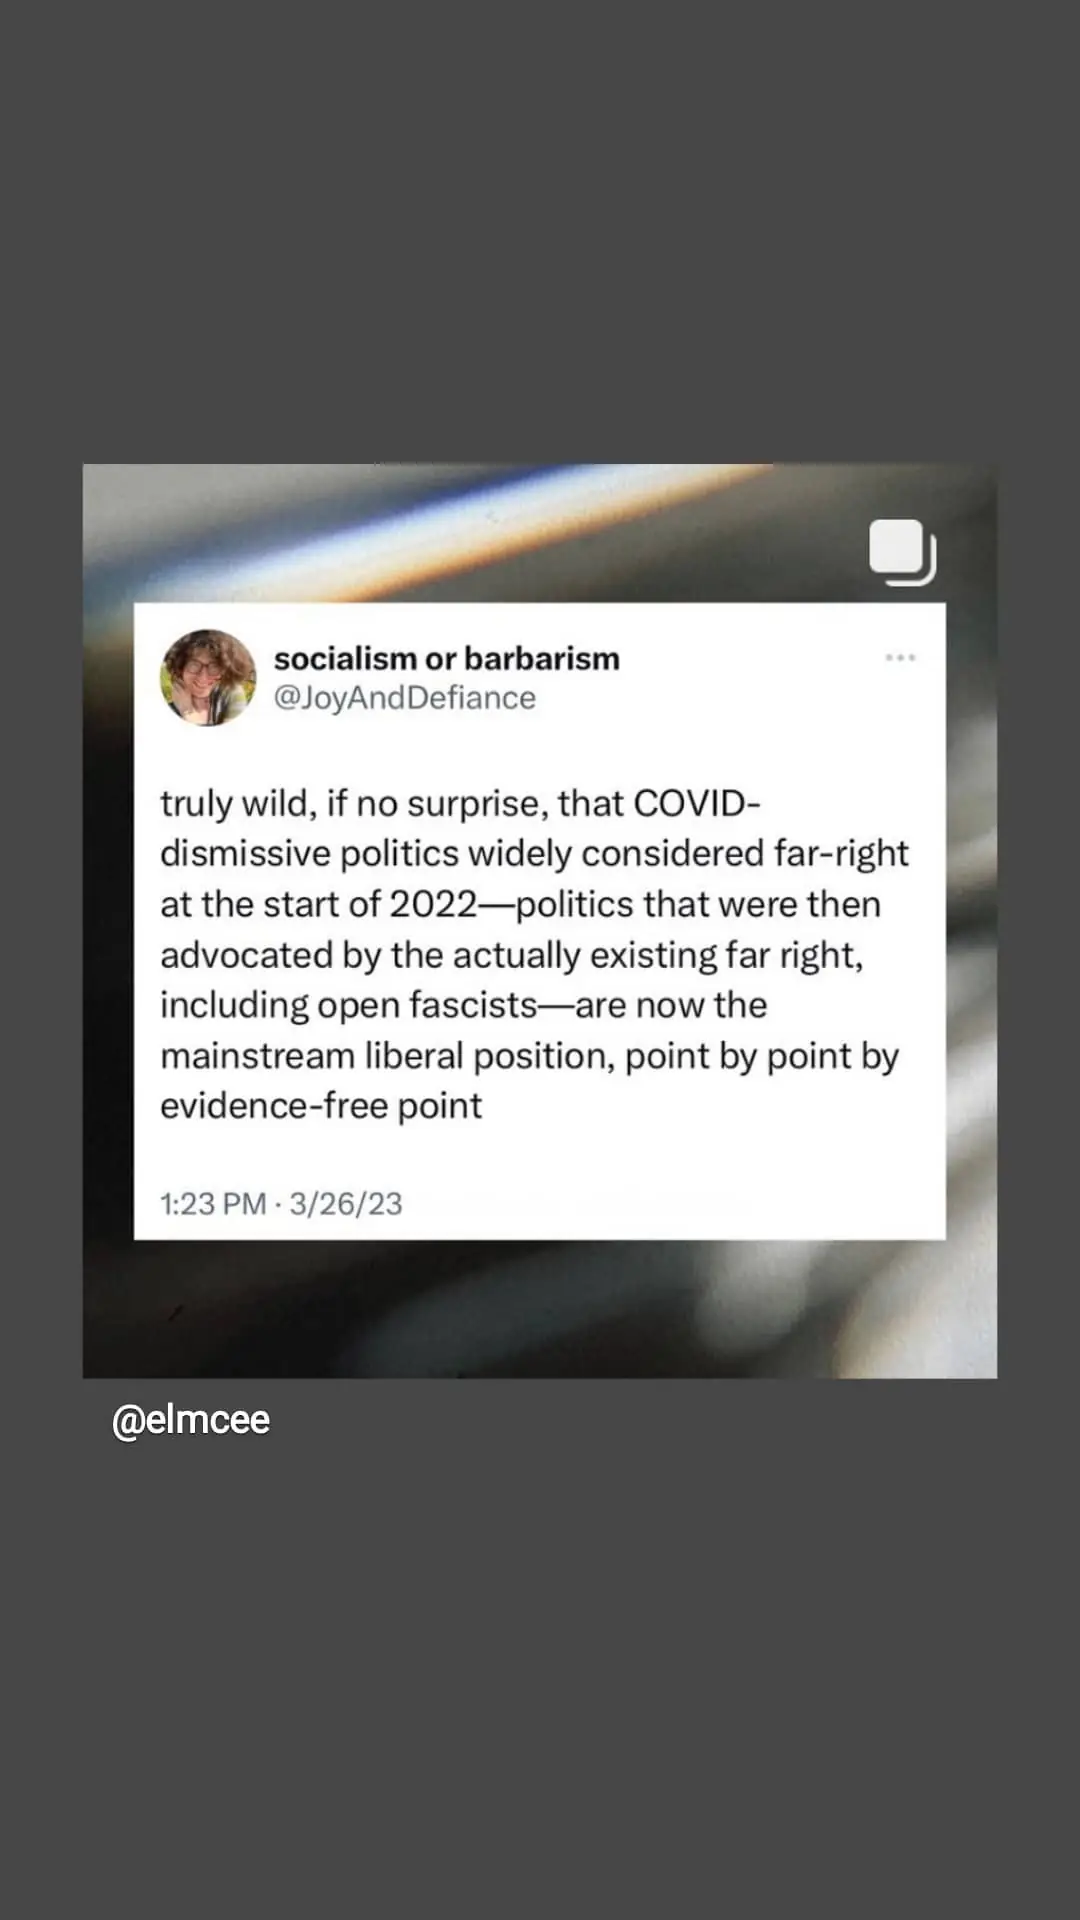 socialism or barbarism
@JoyAndDefiance
truly wild, if no surprise, that COVID-
dismissive politics widely considered far-right
at the start of 2022—politics that were then
advocated by the actually existing far right,
including open fascists—are now the
mainstream liberal position, point by point by
evidence-free point
1:23 PM · 3/26/23
@elmcee